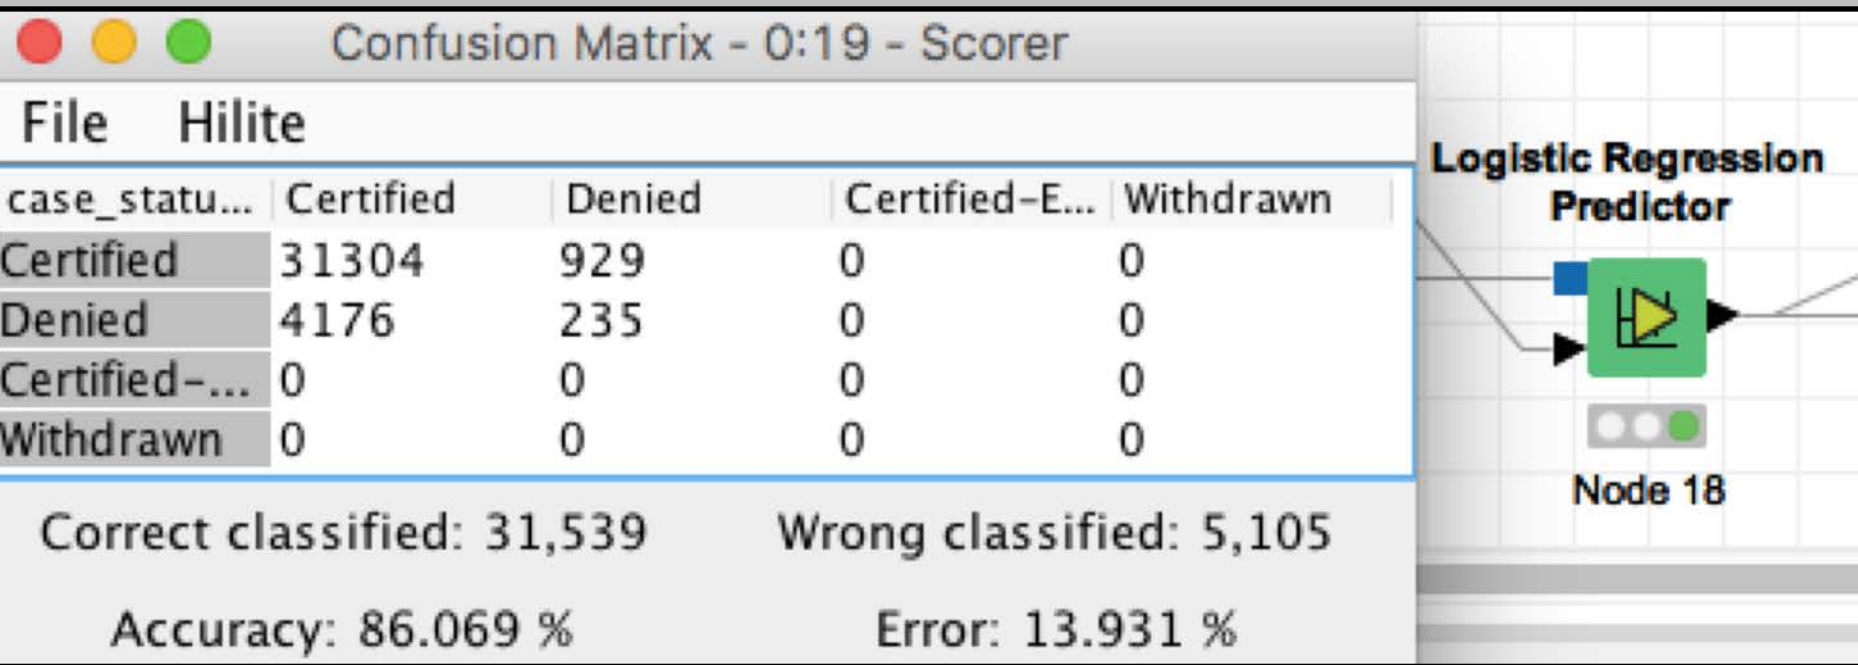 Confusion Matrix - 0:19 - Scorer
File Hilite
case_statu... Certified Denied Certified-E... Withdrawn
Certified 31304 929 0 0
Denied 4176 235 0 0
Certified-... 0 0 0 0
Withdrawn 0 0 0 0
Correct classified: 31,539 Wrong classified: 5,105
Accuracy: 86.069 % Error: 13.931 %
Logistic Regression
Predictor
Node 18